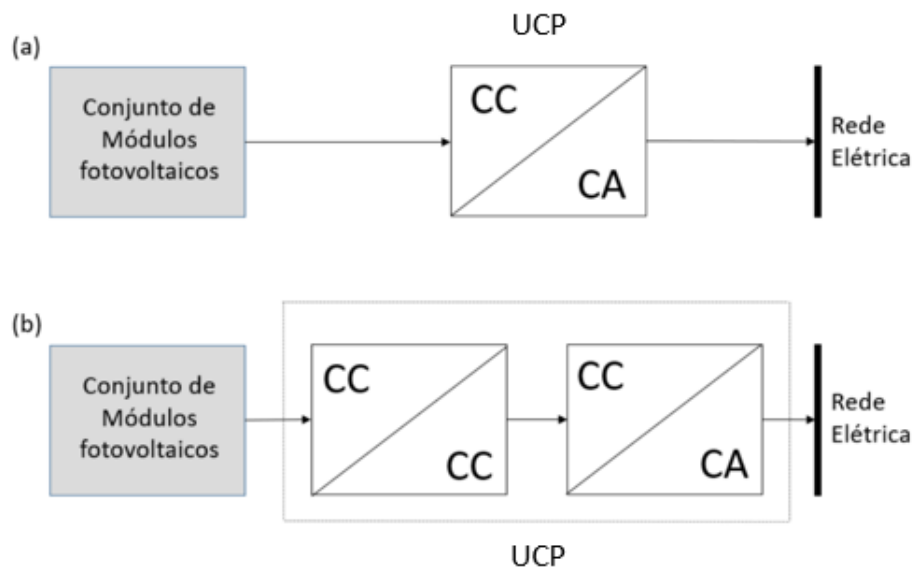 UCP
(a)
Conjunto de
Módulos
fotovoltaicos
CC
CA
Rede
Elétrica
(b)
Conjunto de
Módulos
fotovoltaicos
CC
CC
CC
CA
Rede
Elétrica
UCP